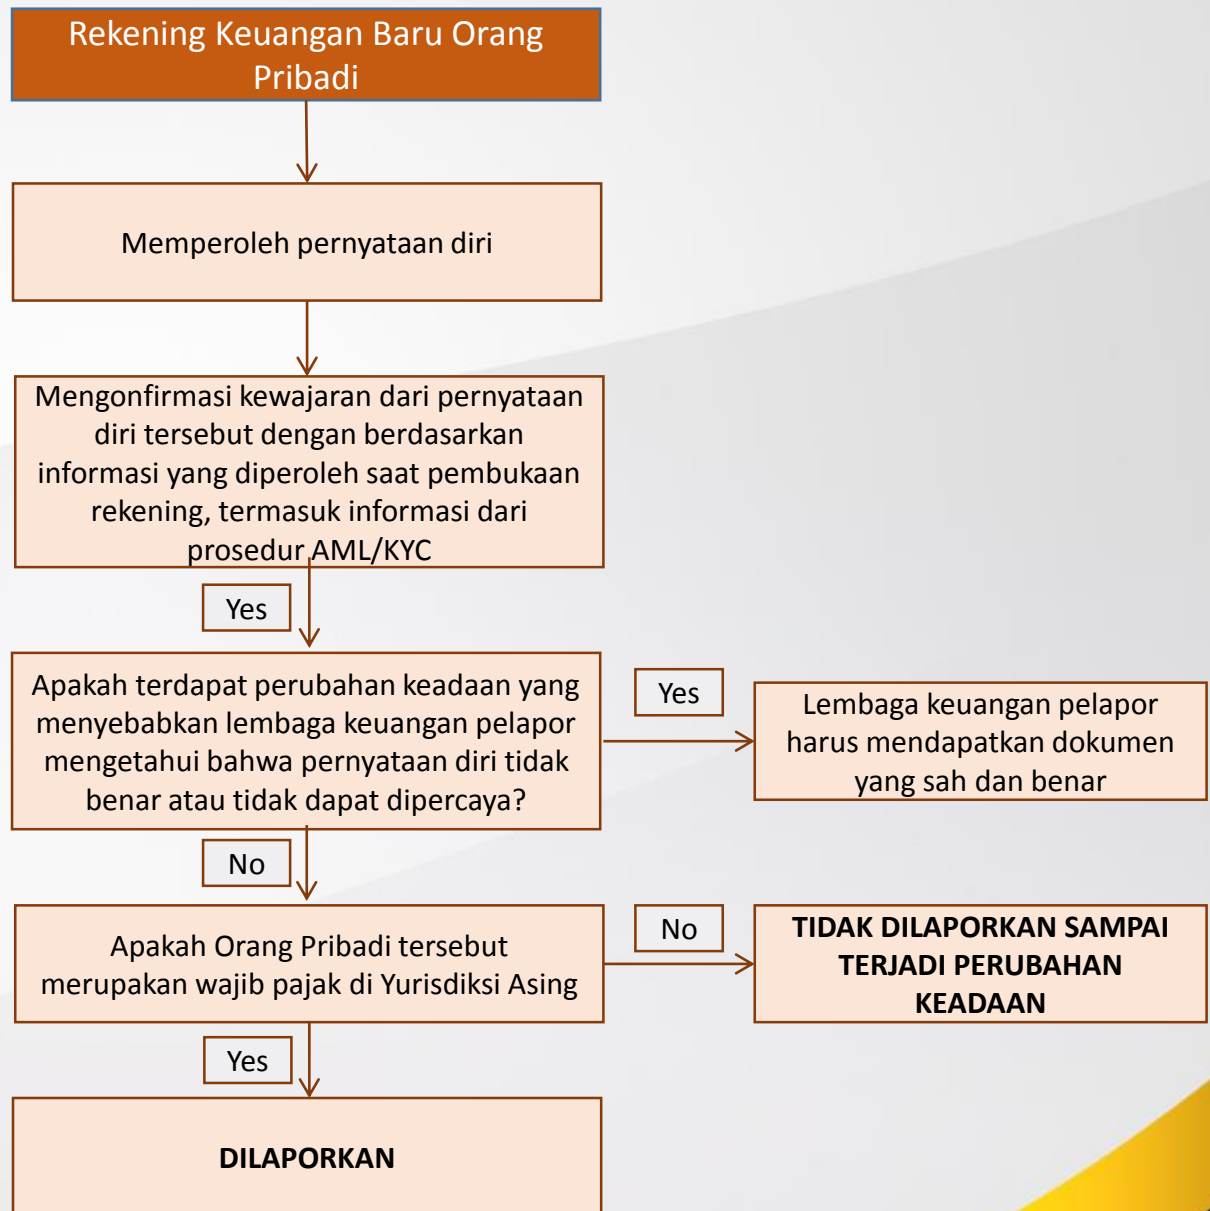 Rekening Keuangan Baru Orang
Pribadi
Memperoleh pernyataan diri
Mengonfirmasi kewajaran dari pernyataan
diri tersebut dengan berdasarkan
informasi yang diperoleh saat pembukaan
rekening, termasuk informasi dari
prosedur AML/KYC
Yes
Apakah terdapat perubahan keadaan yang
menyebabkan lembaga keuangan pelapor
mengetahui bahwa pernyataan diri tidak
benar atau tidak dapat dipercaya?
Yes
Lembaga keuangan pelapor
harus mendapatkan dokumen
yang sah dan benar
No
Apakah Orang Pribadi tersebut
merupakan wajib pajak di Yurisdiksi Asing
No
TIDAK DILAPORKAN SAMPAI
TERJADI PERUBAHAN
KEADAAN
Yes
DILAPORKAN